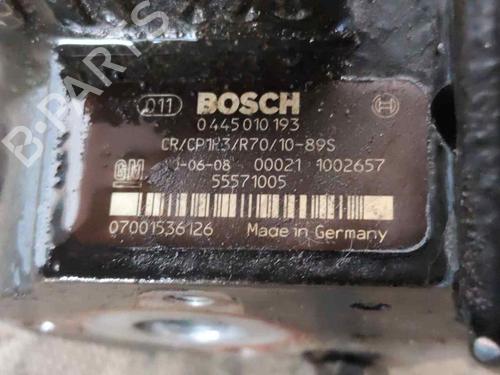 B-PARTS
011 BOSCH
0 445 010 193
CR/CP1H3/R70/10-89S
GM -06-08 00021 1002657
55571005
07001536126 Made in Germany